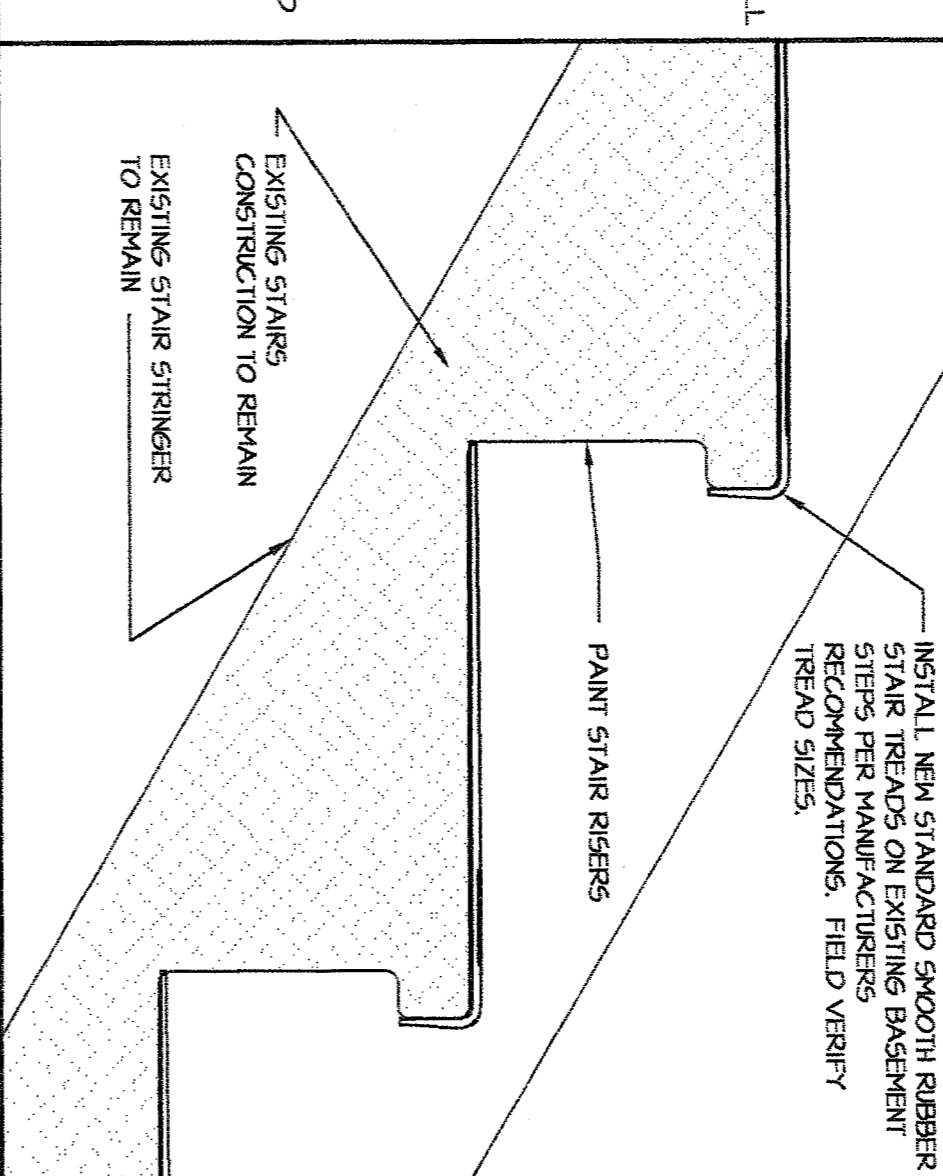 INSTALL NEW STANDARD SMOOTH RUBBER
STAIR TREADS ON EXISTING BASEMENT
STEPS PER MANUFACTURERS
RECOMMENDATIONS. FIELD VERIFY
TREAD SIZES.
PAINT STAIR RISERS
EXISTING STAIRS
CONSTRUCTION TO REMAIN
EXISTING STAIR STRINGER
TO REMAIN